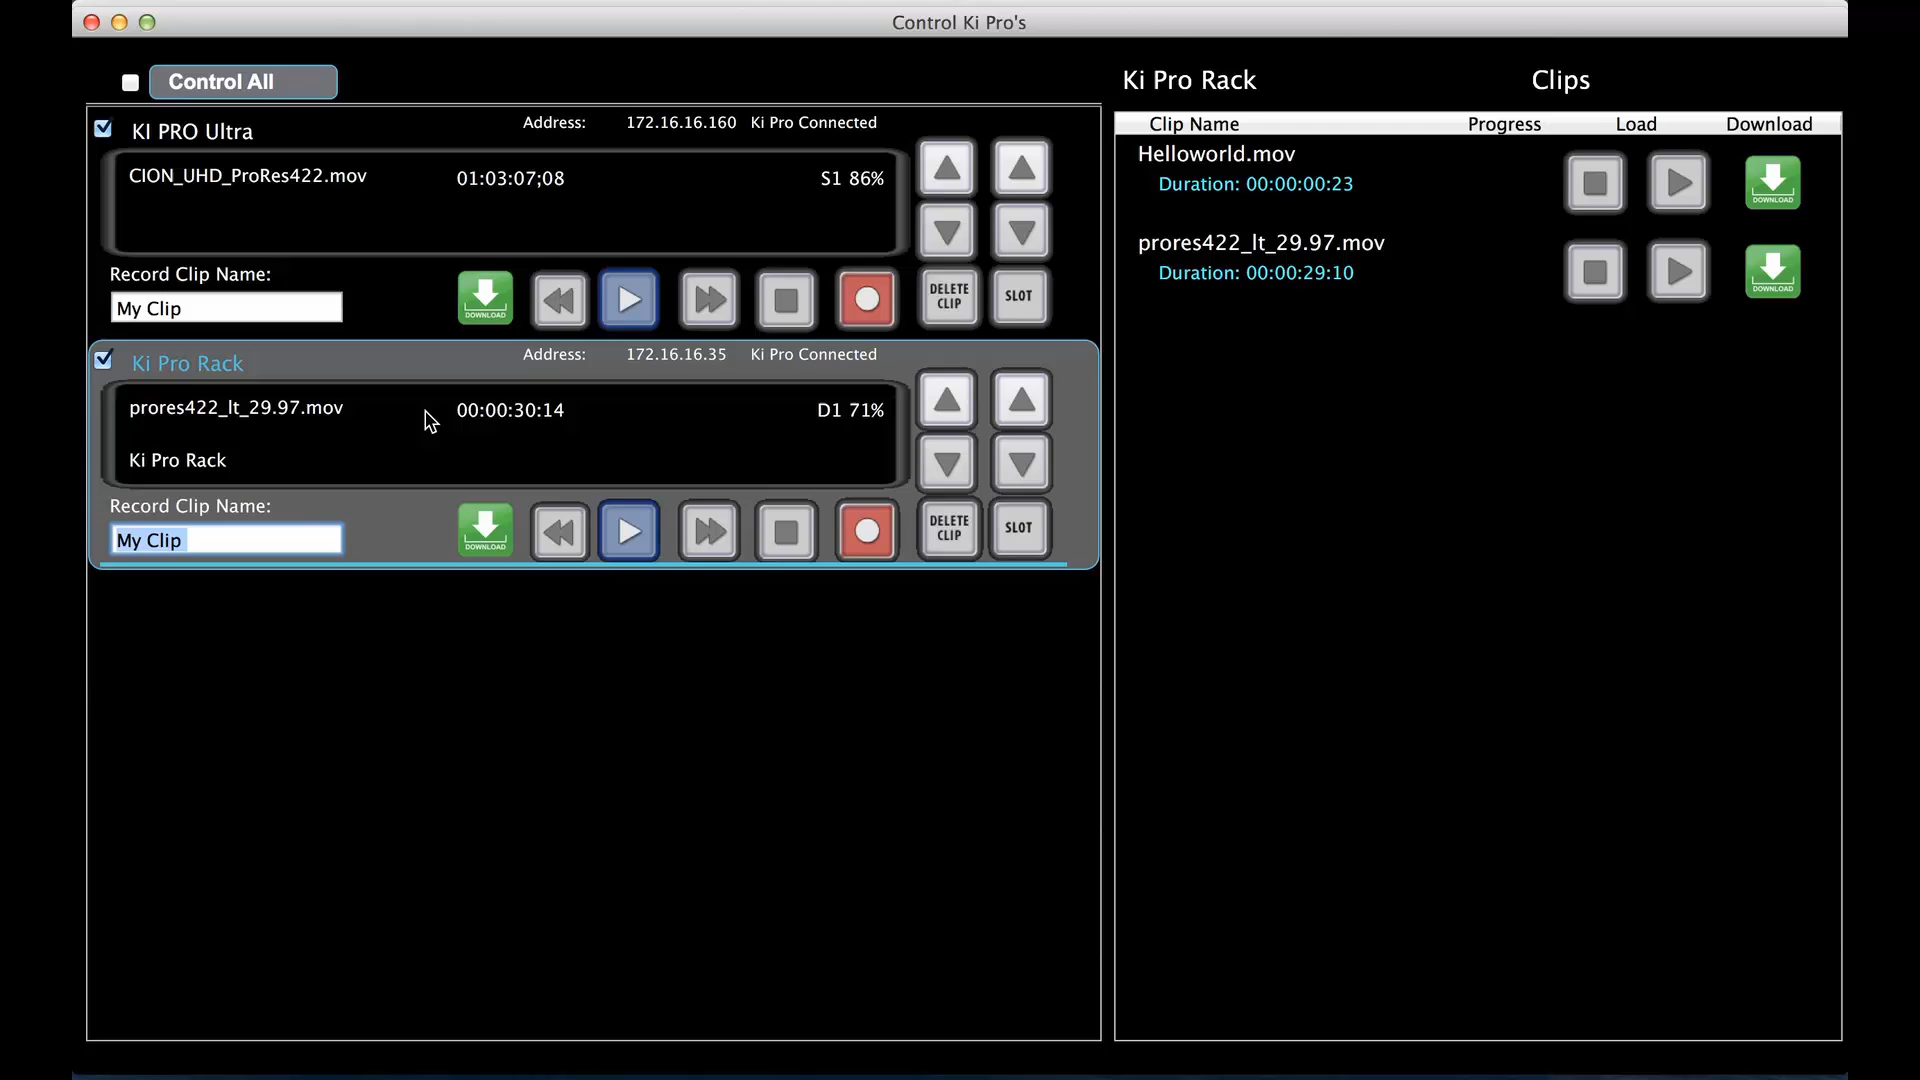 Control Ki Pro's
Control All
KI PRO Ultra
Address: 172.16.16.160 Ki Pro Connected
CION_UHD_ProRes422.mov 01:03:07;08 S1 86%
Record Clip Name:
My Clip
DOWNLOAD
DELETE
CLIP
SLOT
Ki Pro Rack
Address: 172.16.16.35 Ki Pro Connected
prores422_lt_29.97.mov 00:00:30:14 D1 71%
Ki Pro Rack
Record Clip Name:
My Clip
DOWNLOAD
DELETE
CLIP
SLOT
Ki Pro Rack Clips
Clip Name Progress Load Download
Helloworld.mov
Duration: 00:00:00:23
DOWNLOAD
prores422_lt_29.97.mov
Duration: 00:00:29:10
DOWNLOAD